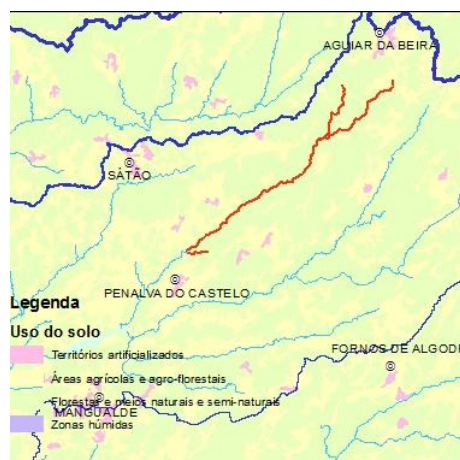 AGUIAR DA BEIRA
SÁTÃO
PENALVA DO CASTELO
Legenda
Uso do solo
FORNOS DE ALGODR
Territórios artificializados
Áreas agrícolas e agro-florestais
Florestas e meios naturais e semi-naturais
MANGUALDE
Zonas húmidas